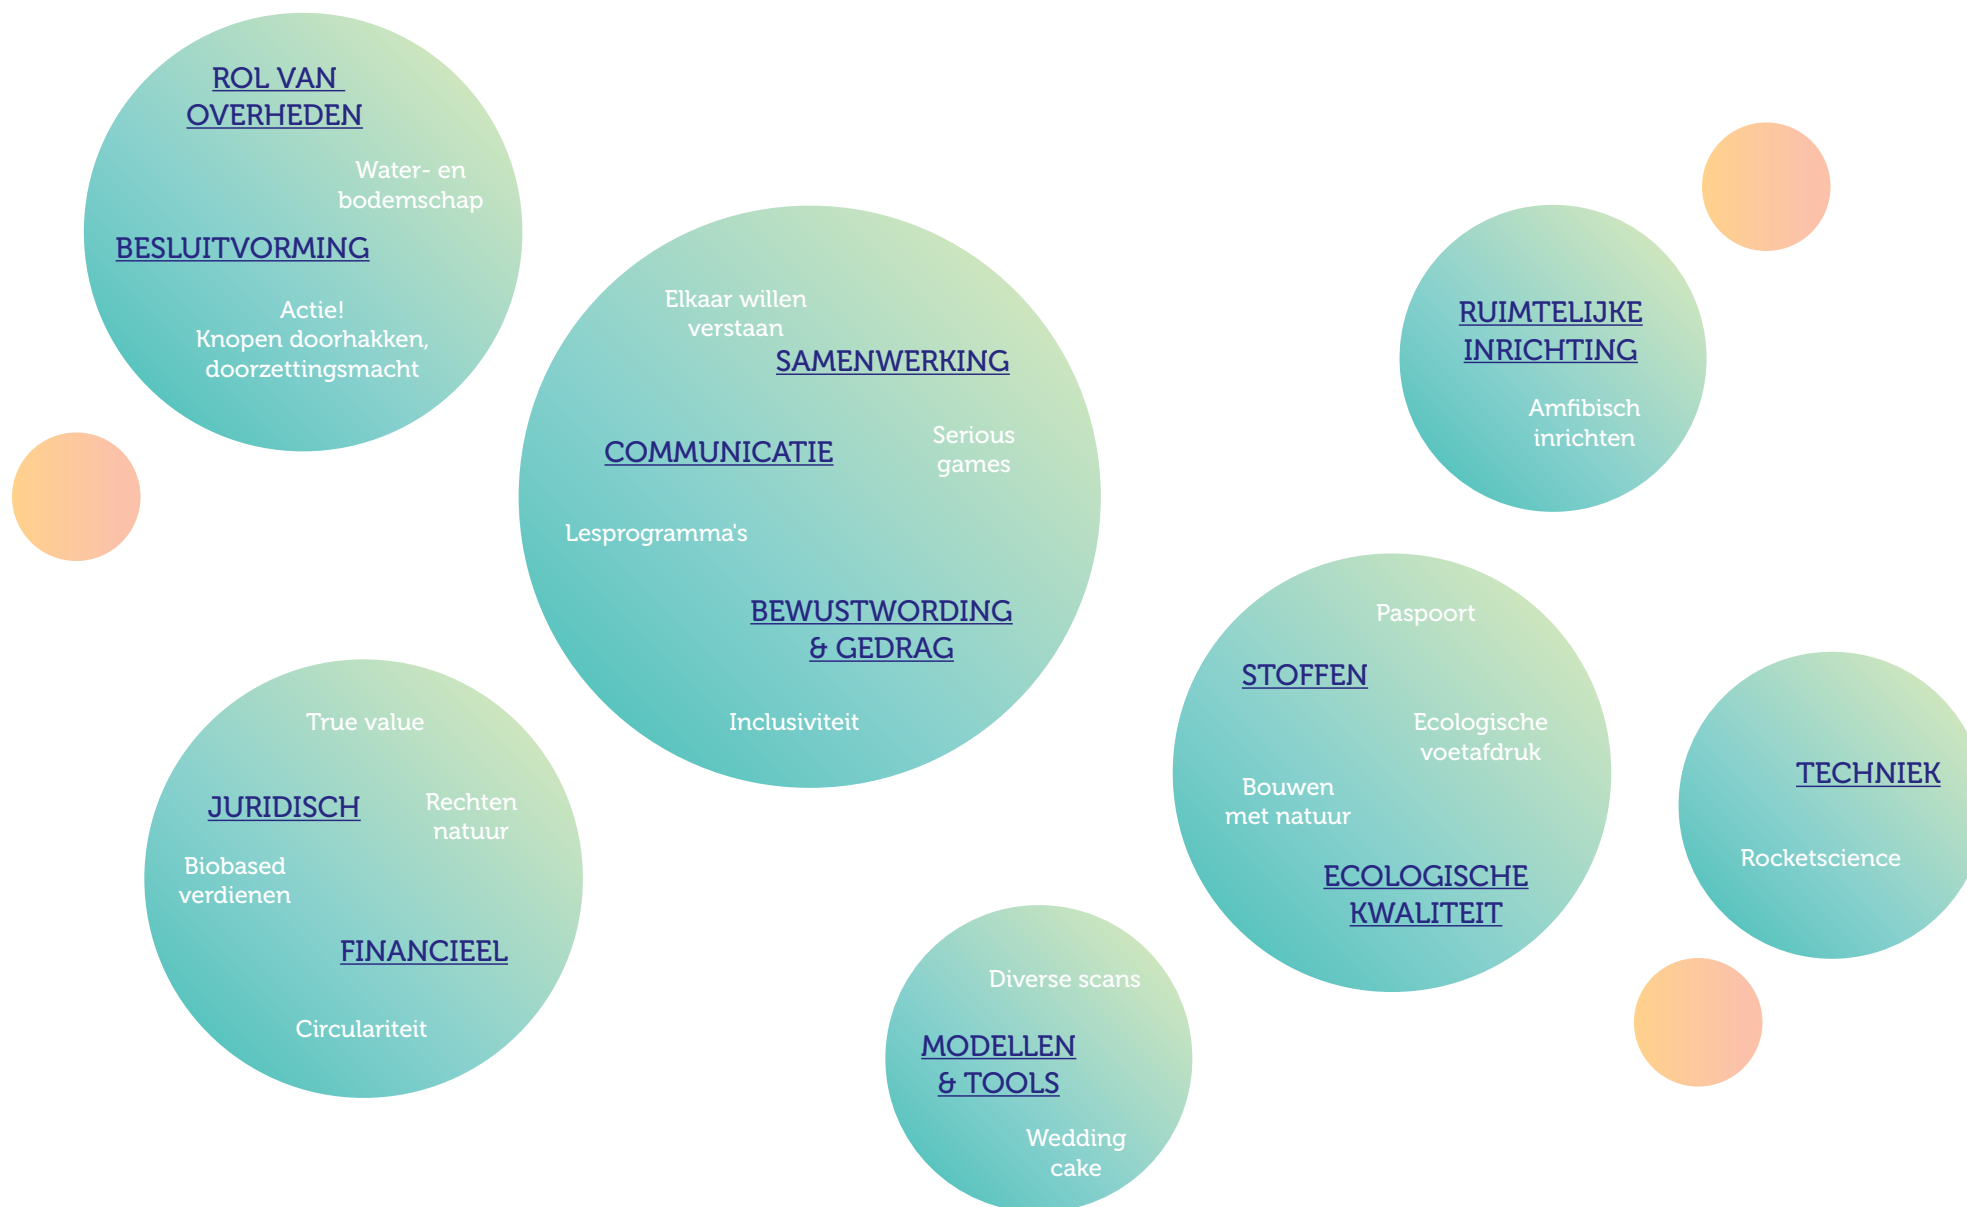 ROL VAN
OVERHEDEN
Water- en
bodemschap
BESLUITVORMING
Actie!
Knopen doorhakken,
doorzettingsmacht
Elkaar willen
verstaan
SAMENWERKING
COMMUNICATIE
Serious
games
Lesprogramma's
BEWUSTWORDING
& GEDRAG
Inclusiviteit
RUIMTELIJKE
INRICHTING
Amfibisch
inrichten
True value
JURIDISCH
Rechten
natuur
Biobased
verdienen
FINANCIEEL
Circulariteit
Paspoort
STOFFEN
Ecologische
voetafdruk
Bouwen
met natuur
ECOLOGISCHE
KWALITEIT
TECHNIEK
Rocketscience
Diverse scans
MODELLEN
& TOOLS
Wedding
cake